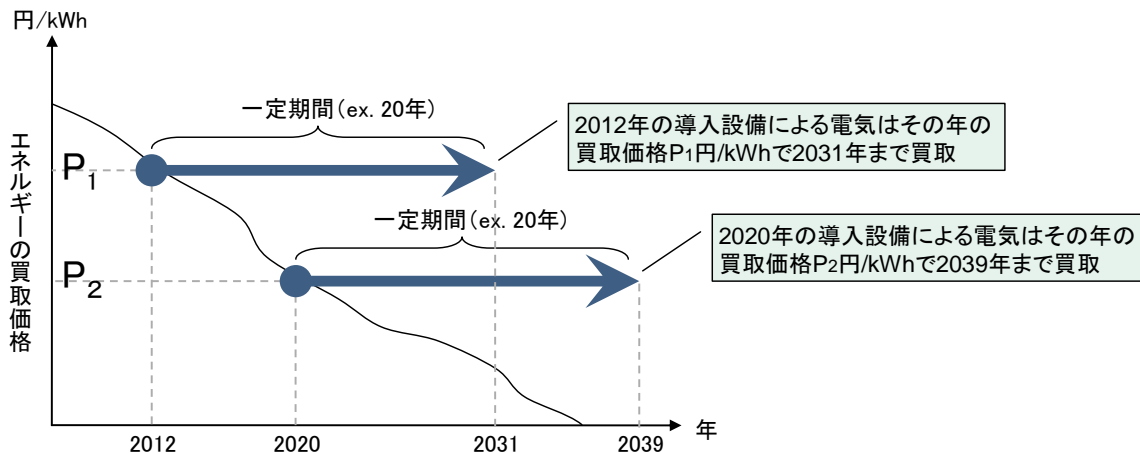 円/kWh
エネルギーの買取価格
一定期間(ex. 20年)
2012年の導入設備による電気はその年の
買取価格P1円/kWhで2031年まで買取
P1
一定期間(ex. 20年)
2020年の導入設備による電気はその年の
買取価格P2円/kWhで2039年まで買取
P2
年
2012
2020
2031
2039